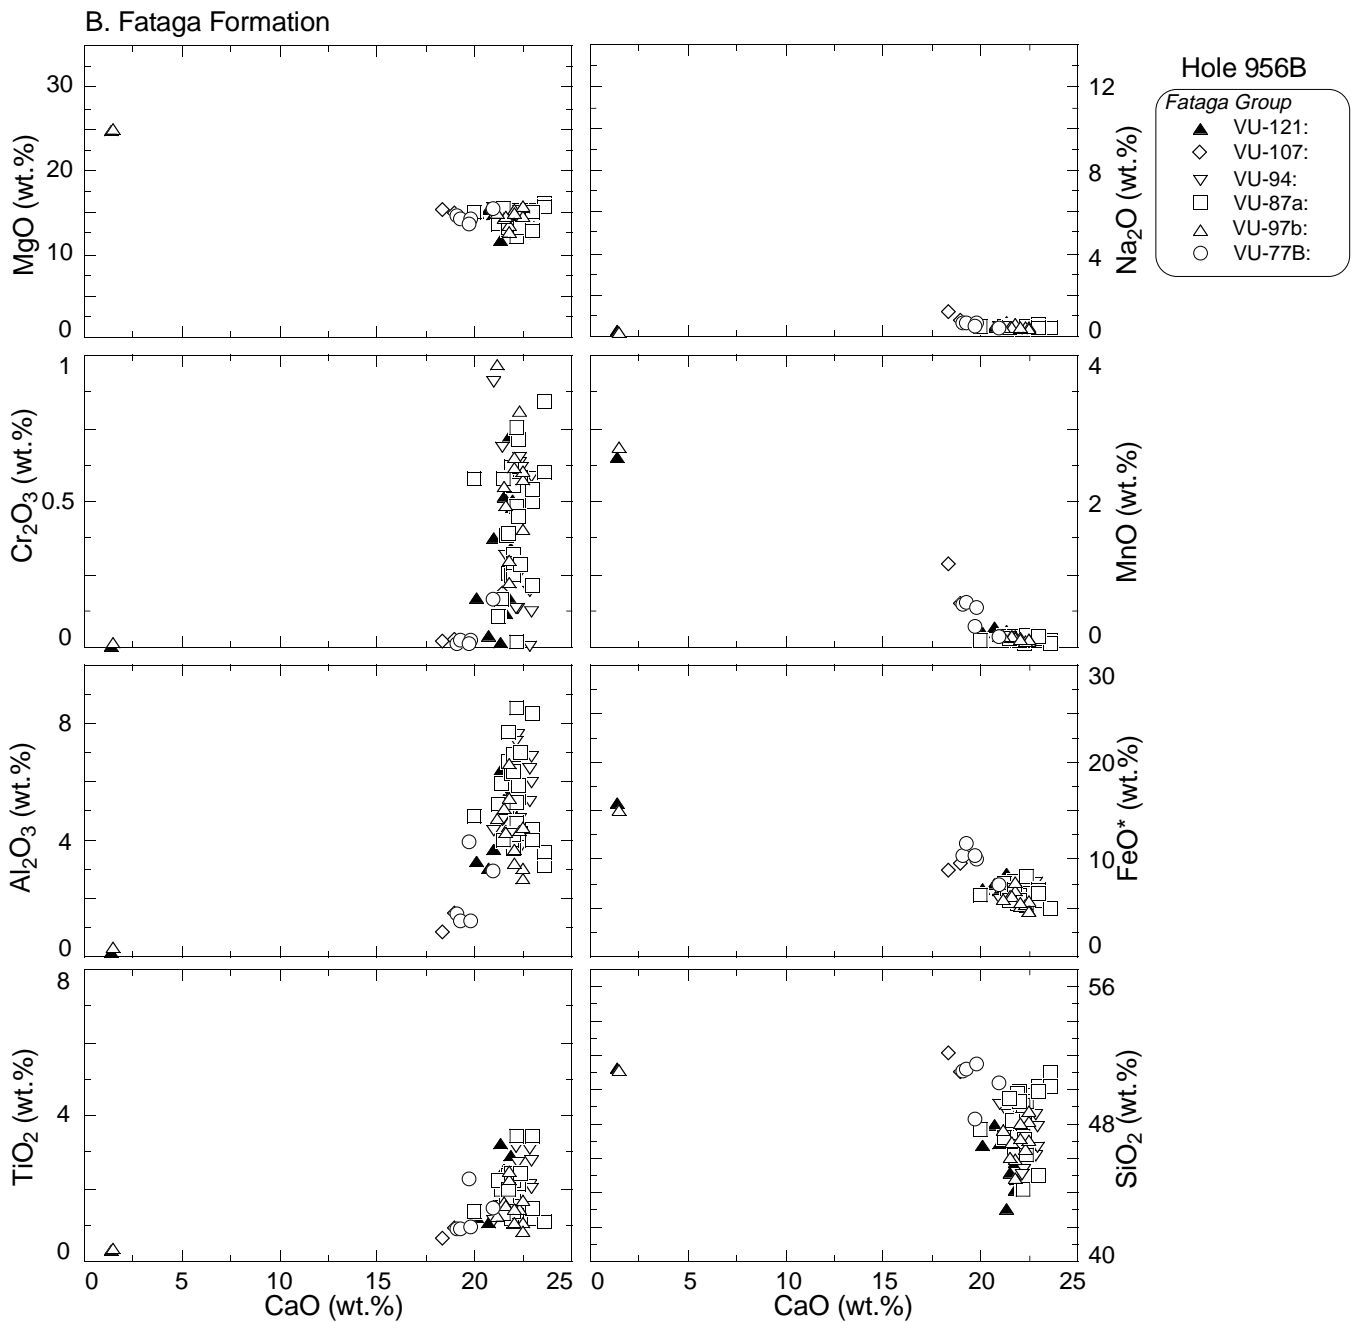 B. Fataga Formation
Hole 956B
Fataga Group
VU-121:
VU-107:
VU-94:
VU-87a:
VU-97b:
VU-77B:
MgO (wt.%)
30
20
10
0
Na2O (wt.%)
12
8
4
0
Cr2O3 (wt.%)
1
0.5
0
MnO (wt.%)
4
2
0
Al2O3 (wt.%)
8
4
0
FeO* (wt.%)
30
20
10
0
TiO2 (wt.%)
8
4
0
SiO2 (wt.%)
56
48
40
0 5 10 15 20 25
CaO (wt.%)
0 5 10 15 20 25
CaO (wt.%)